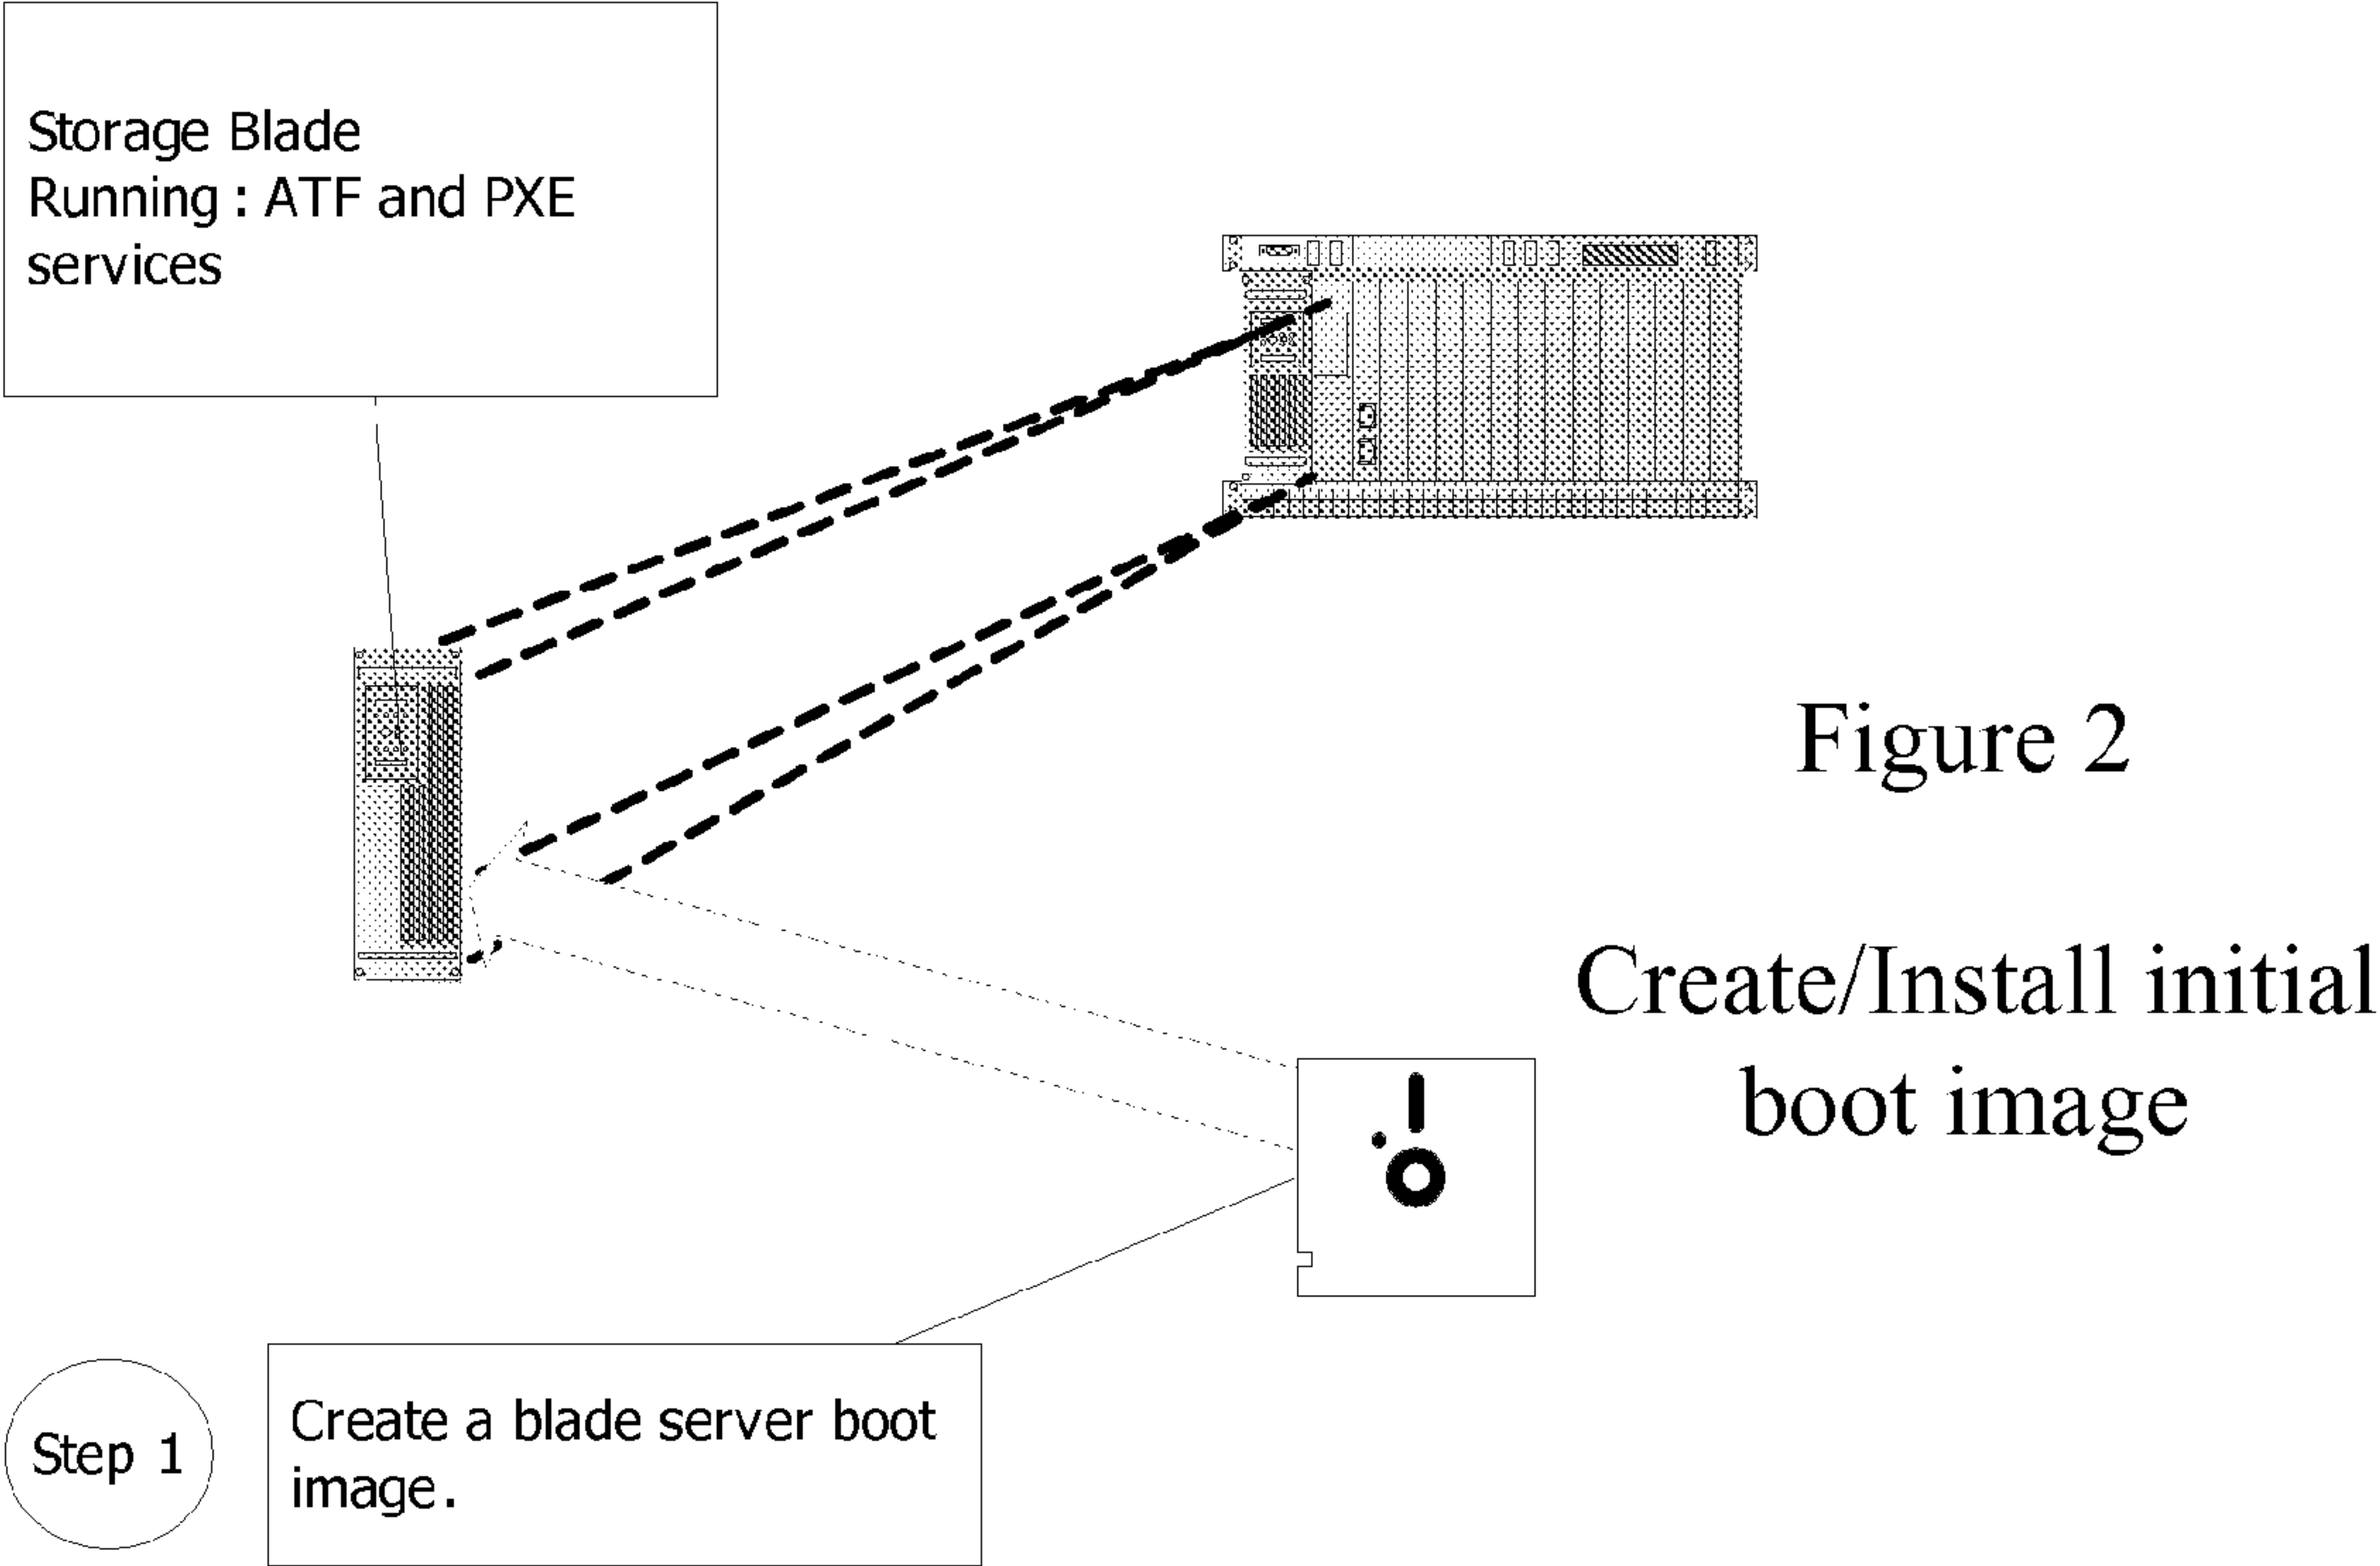 Storage Blade
Running : ATF and PXE
services
Figure 2
Create/Install initial
boot image
Step 1
Create a blade server boot
image.